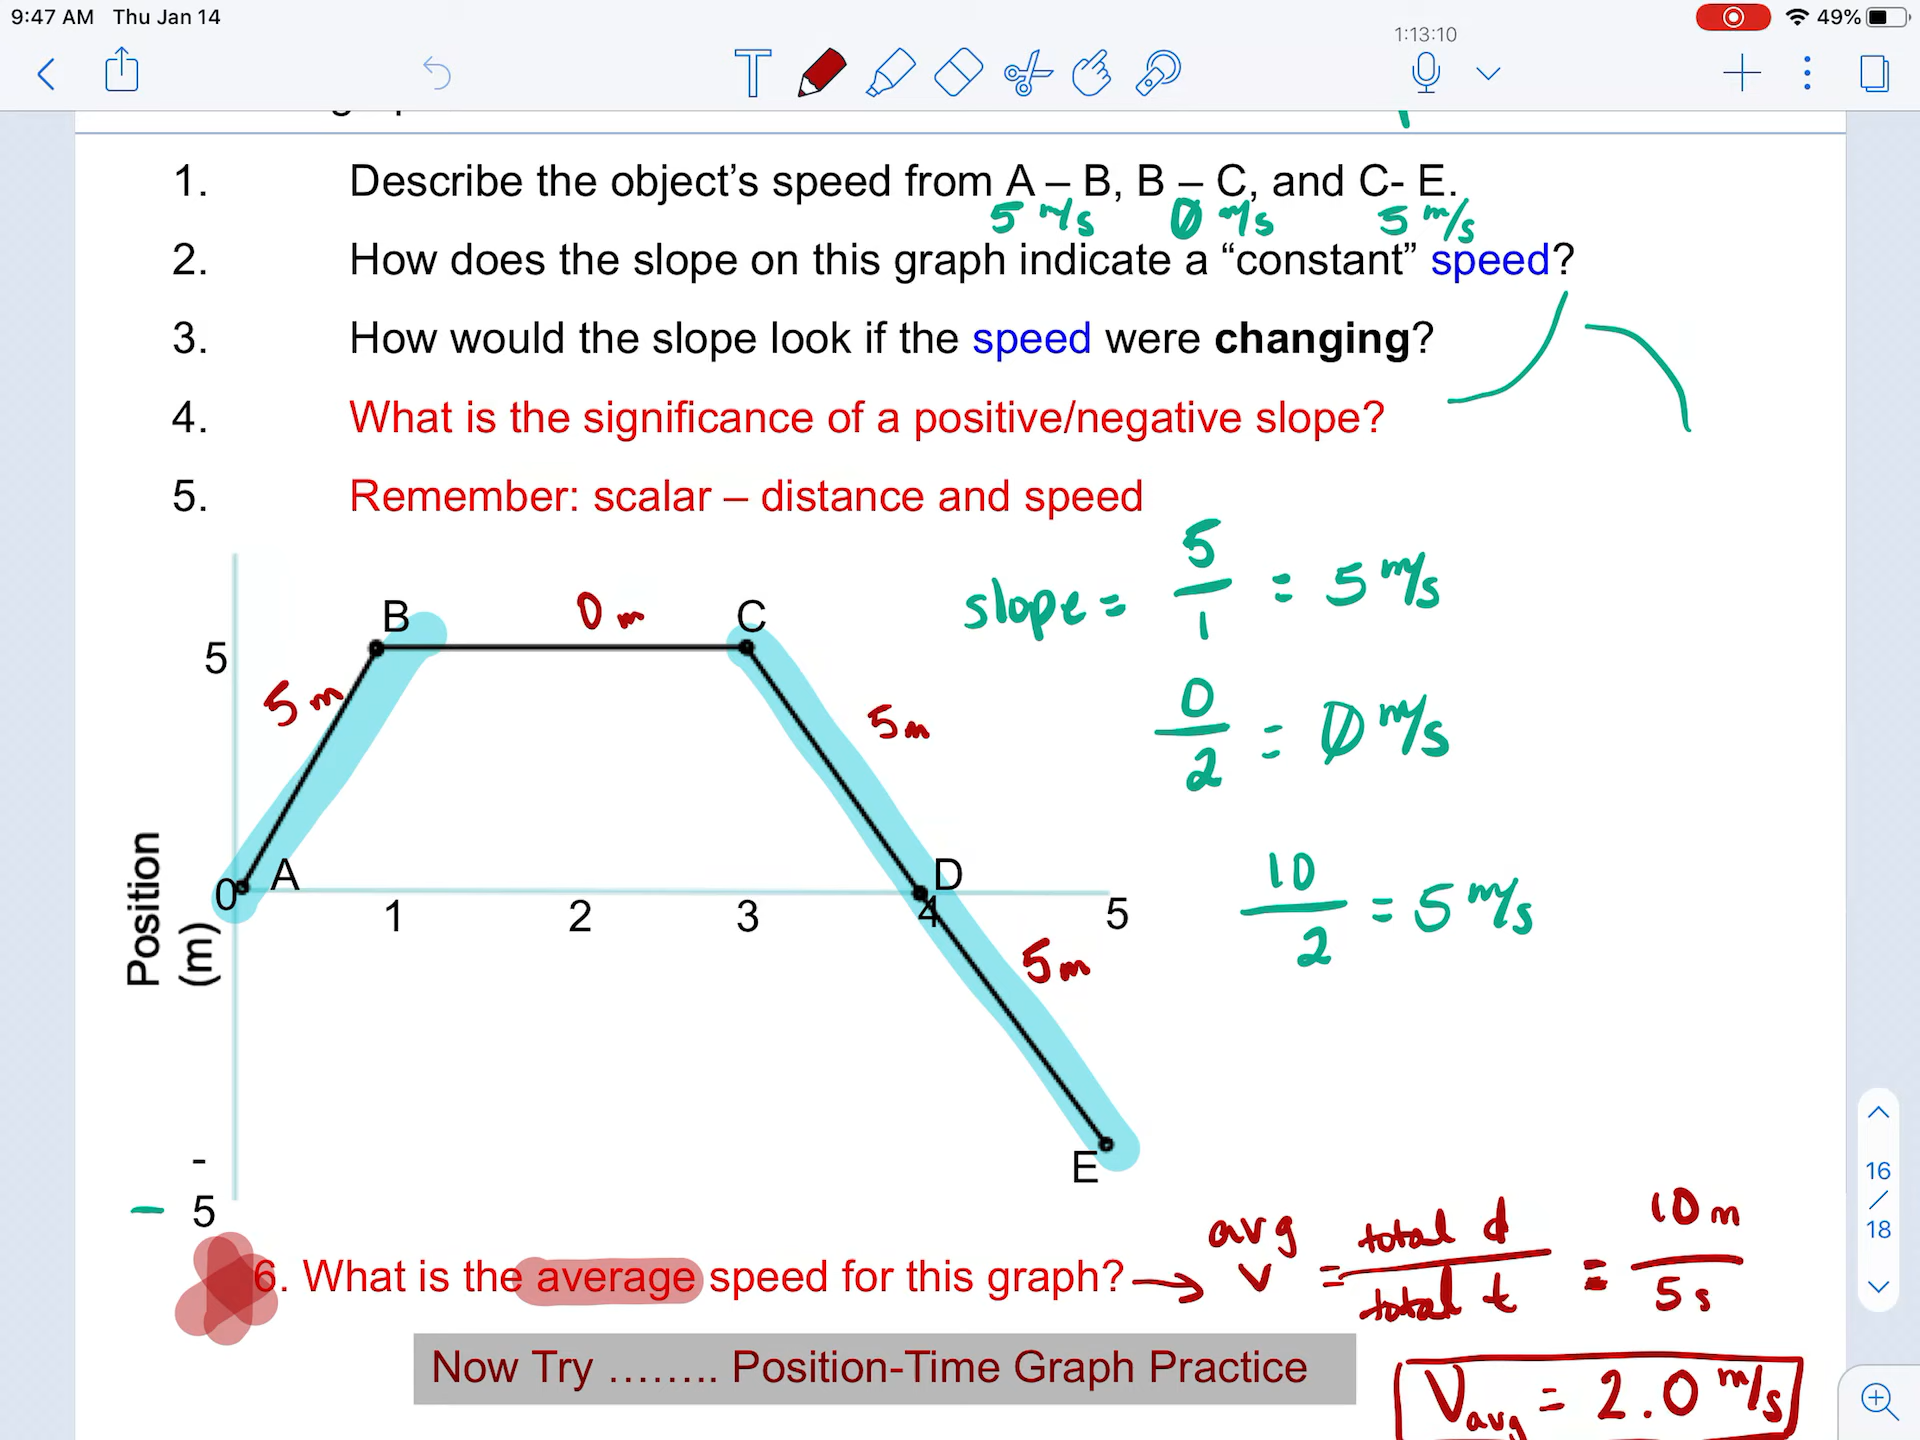 9:47 AM Thu Jan 14
49%
1:13:10
T
1. Describe the object’s speed from A – B, B – C, and C- E.
5 m/s 0 m/s 5 m/s
2. How does the slope on this graph indicate a “constant” speed?
3. How would the slope look if the speed were changing?
4. What is the significance of a positive/negative slope?
5. Remember: scalar – distance and speed
slope = 5/1 = 5 m/s
B 0 m C
5
5 m
5m
0/2 = 0 m/s
Position
(m)
0 A D
1 2 3 4 5
10/2 = 5 m/s
5m
E
-
- 5
16
/
18
6. What is the average speed for this graph? → avg v = total d / total t = 10 m / 5 s
Now Try …….. Position-Time Graph Practice
Vavg = 2.0 m/s